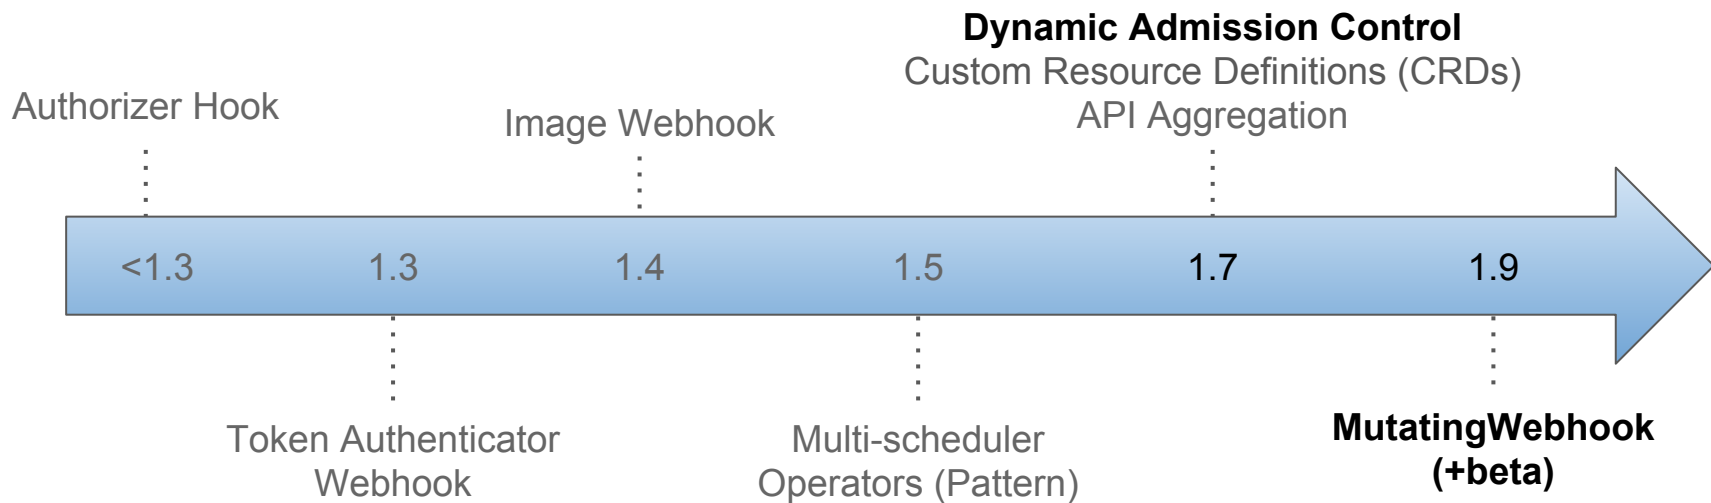 Dynamic Admission Control
Custom Resource Definitions (CRDs)
API Aggregation
Authorizer Hook
Image Webhook
<1.3
1.3
1.4
1.5
1.7
1.9
Token Authenticator
Webhook
Multi-scheduler
Operators (Pattern)
MutatingWebhook
(+beta)